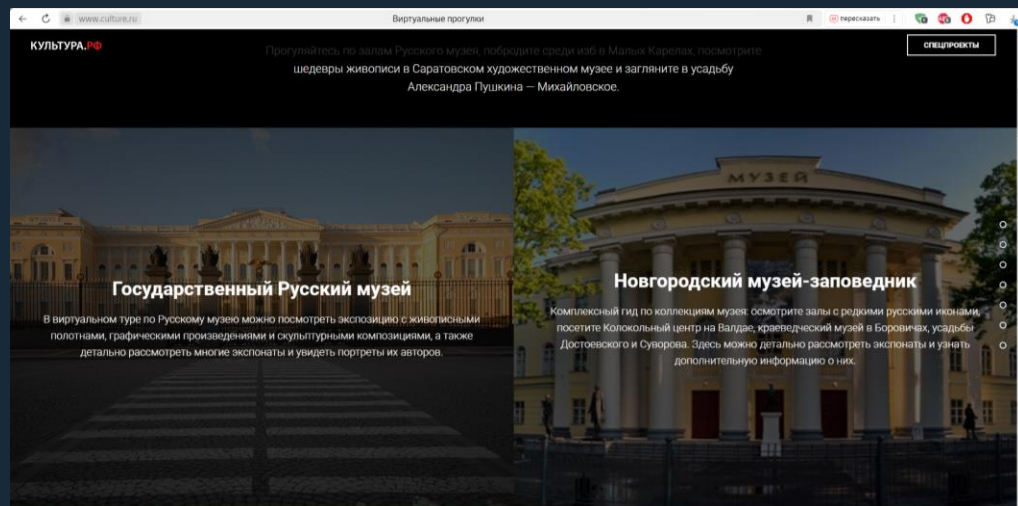 www.culture.ru
Виртуальные прогулки
пересказать
КУЛЬТУРА.РФ
СПЕЦПРОЕКТЫ
Прогуляйтесь по залам Русского музея, побродите среди изб в Малых Карелах, посмотрите
шедевры живописи в Саратовском художественном музее и загляните в усадьбу
Александра Пушкина — Михайловское.
МУЗЕЙ
Государственный Русский музей
В виртуальном туре по Русскому музею можно посмотреть экспозицию с живописными
полотнами, графическими произведениями и скульптурными композициями, а также
детально рассмотреть многие экспонаты и увидеть портреты их авторов.
Новгородский музей-заповедник
Комплексный гид по коллекциям музея: осмотрите залы с редкими русскими иконами,
посетите Колокольный центр на Валдае, краеведческий музей в Боровичах, усадьбы
Достоевского и Суворова. Здесь можно детально рассмотреть экспонаты и узнать
дополнительную информацию о них.